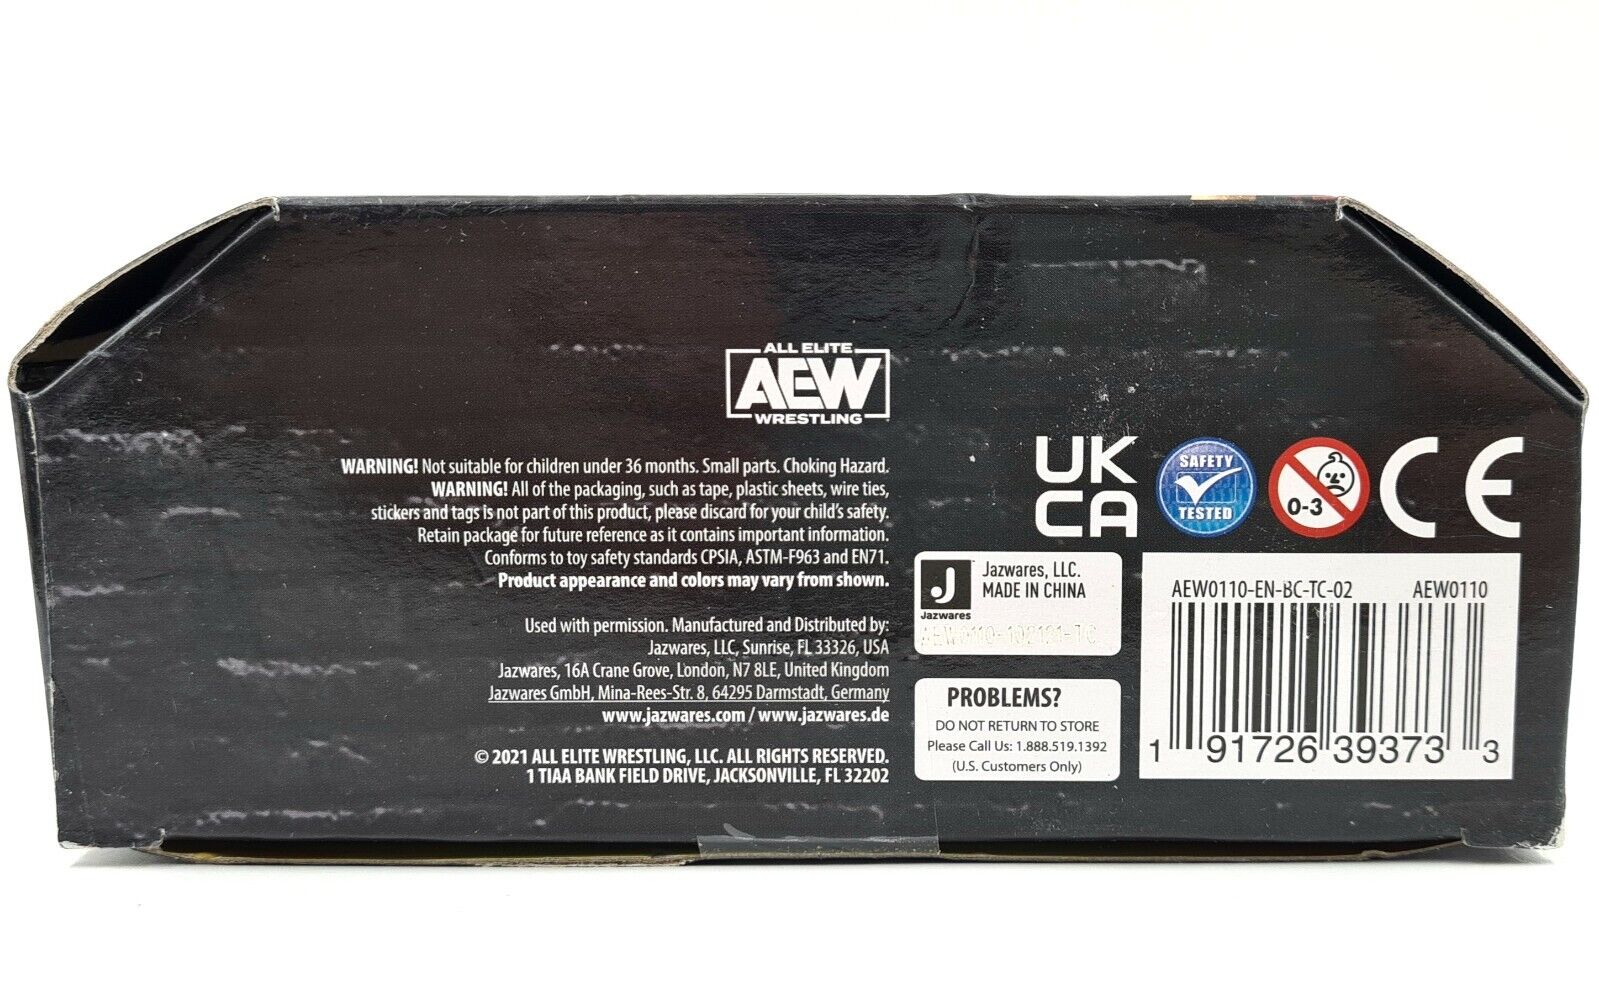 ALL ELITE
AEW
WRESTLING
WARNING! Not suitable for children under 36 months. Small parts. Choking Hazard.
WARNING! All of the packaging, such as tape, plastic sheets, wire ties,
stickers and tags is not part of this product, please discard for your child's safety.
Retain package for future reference as it contains important information.
Conforms to toy safety standards CPSIA, ASTM-F963 and EN71.
Product appearance and colors may vary from shown.
Used with permission. Manufactured and Distributed by:
Jazwares, LLC, Sunrise, FL 33326, USA
Jazwares, 16A Crane Grove, London, N7 8LE, United Kingdom
Jazwares GmbH, Mina-Rees-Str. 8, 64295 Darmstadt, Germany
www.jazwares.com / www.jazwares.de
© 2021 ALL ELITE WRESTLING, LLC. ALL RIGHTS RESERVED.
1 TIAA BANK FIELD DRIVE, JACKSONVILLE, FL 32202
UK
CA
SAFETY
TESTED
0-3
CE
J
Jazwares
Jazwares, LLC.
MADE IN CHINA
AEW0110-102121-TC
PROBLEMS?
DO NOT RETURN TO STORE
Please Call Us: 1.888.519.1392
(U.S. Customers Only)
AEW0110-EN-BC-TC-02 AEW0110
1 91726 39373 3